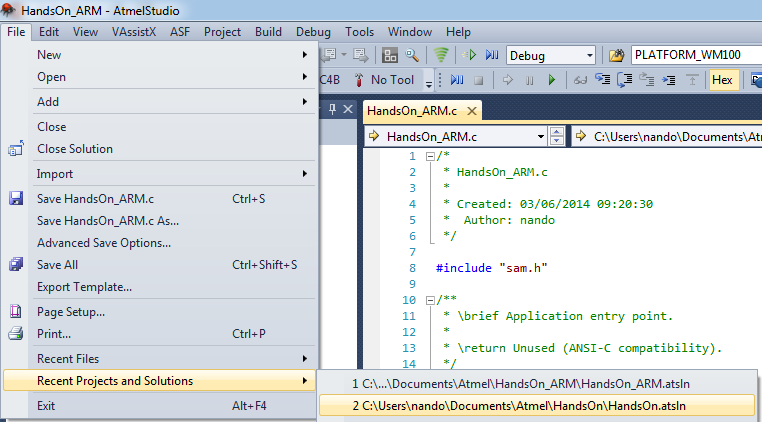 HandsOn_ARM - AtmelStudio
File Edit View VAssistX ASF Project Build Debug Tools Window Help
New
Open
Add
Close
Close Solution
Import
Save HandsOn_ARM.c Ctrl+S
Save HandsOn_ARM.c As...
Advanced Save Options...
Save All Ctrl+Shift+S
Export Template...
Page Setup...
Print... Ctrl+P
Recent Files
Recent Projects and Solutions
Exit Alt+F4
1 C:\...\Documents\Atmel\HandsOn_ARM\HandsOn_ARM.atsln
2 C:\Users\nando\Documents\Atmel\HandsOn\HandsOn.atsln
Debug PLATFORM_WM100
C4B No Tool Hex
HandsOn_ARM.c
HandsOn_ARM.c C:\Users\nando\Documents\Atm
1 /*
2 * HandsOn_ARM.c
3 *
4 * Created: 03/06/2014 09:20:30
5 * Author: nando
6 */
7
8 #include "sam.h"
9
10 /**
11 * \brief Application entry point.
12 *
13 * \return Unused (ANSI-C compatibility).
14 */